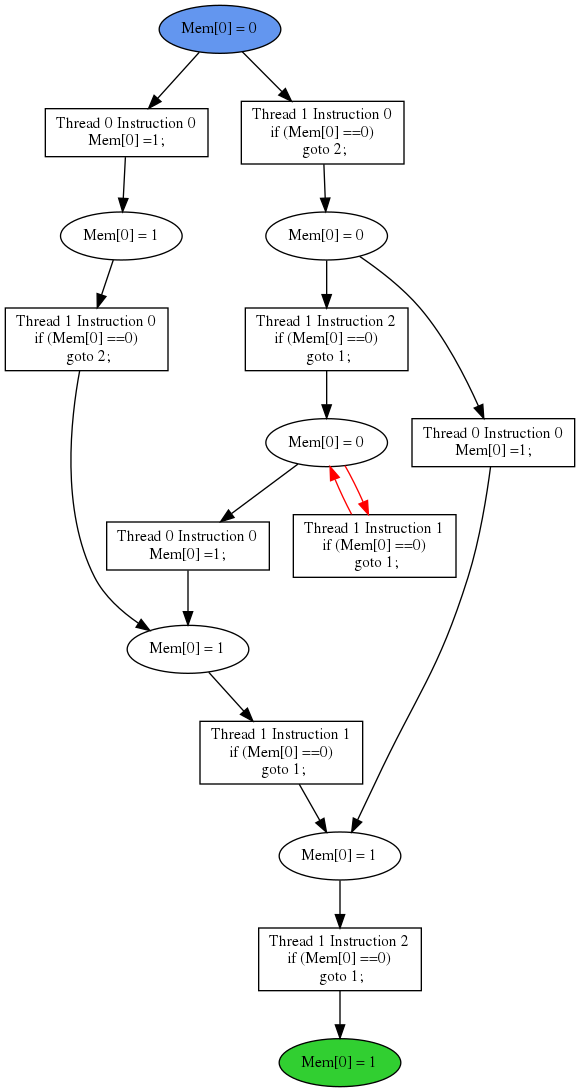 Mem[0] = 0
Thread 0 Instruction 0
Mem[0] =1;
Thread 1 Instruction 0
if (Mem[0] ==0)
goto 2;
Mem[0] = 1
Mem[0] = 0
Thread 1 Instruction 0
if (Mem[0] ==0)
goto 2;
Thread 1 Instruction 2
if (Mem[0] ==0)
goto 1;
Mem[0] = 0
Thread 0 Instruction 0
Mem[0] =1;
Thread 0 Instruction 0
Mem[0] =1;
Thread 1 Instruction 1
if (Mem[0] ==0)
goto 1;
Mem[0] = 1
Thread 1 Instruction 1
if (Mem[0] ==0)
goto 1;
Mem[0] = 1
Thread 1 Instruction 2
if (Mem[0] ==0)
goto 1;
Mem[0] = 1